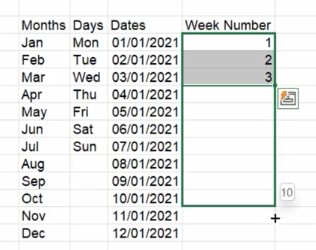 Months Days Dates Week Number
Jan Mon 01/01/2021 1
Feb Tue 02/01/2021 2
Mar Wed 03/01/2021 3
Apr Thu 04/01/2021
May Fri 05/01/2021
Jun Sat 06/01/2021
Jul Sun 07/01/2021
Aug 08/01/2021
Sep 09/01/2021
Oct 10/01/2021 10
Nov 11/01/2021
Dec 12/01/2021